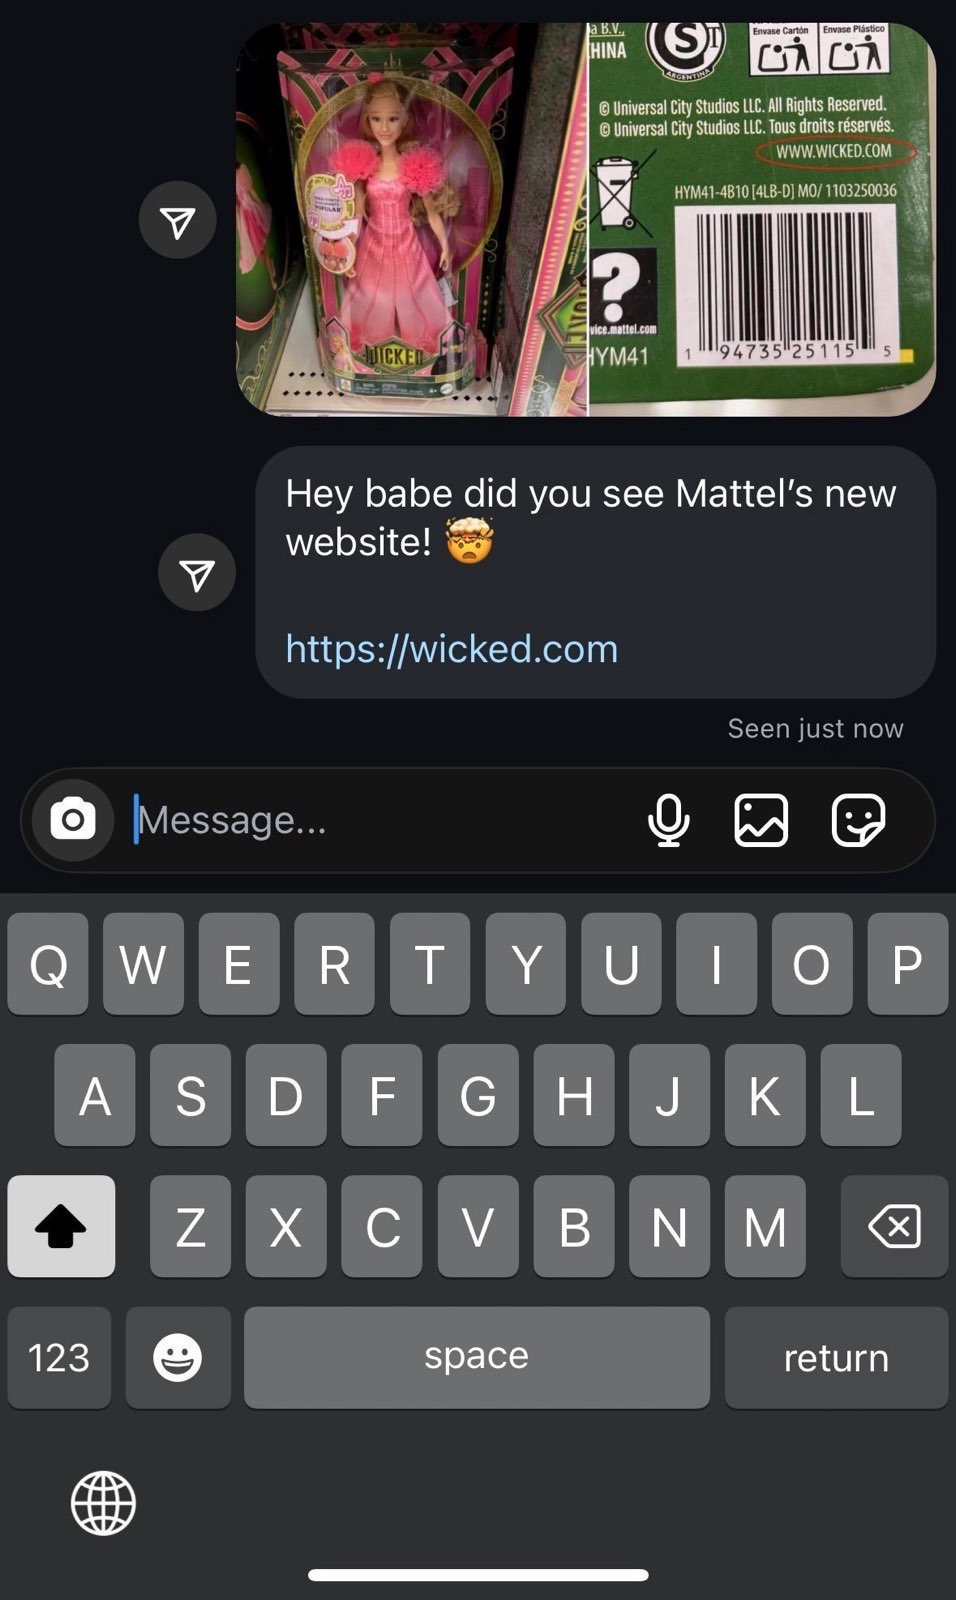 POPULAR
WICKED
a B.V.,
HINA
ARGENTINA
Envase Cartón
Envase Plástico
© Universal City Studios LLC. All Rights Reserved.
© Universal City Studios LLC. Tous droits réservés.
WWW.WICKED.COM
HYM41-4B10 [4LB-D] MO/ 1103250036
?
vice.mattel.com
HYM41
1 94735 25115 5
Hey babe did you see Mattel's new
website! 🤯
https://wicked.com
Seen just now
Message...
Q W E R T Y U I O P
A S D F G H J K L
Z X C V B N M
123
space
return